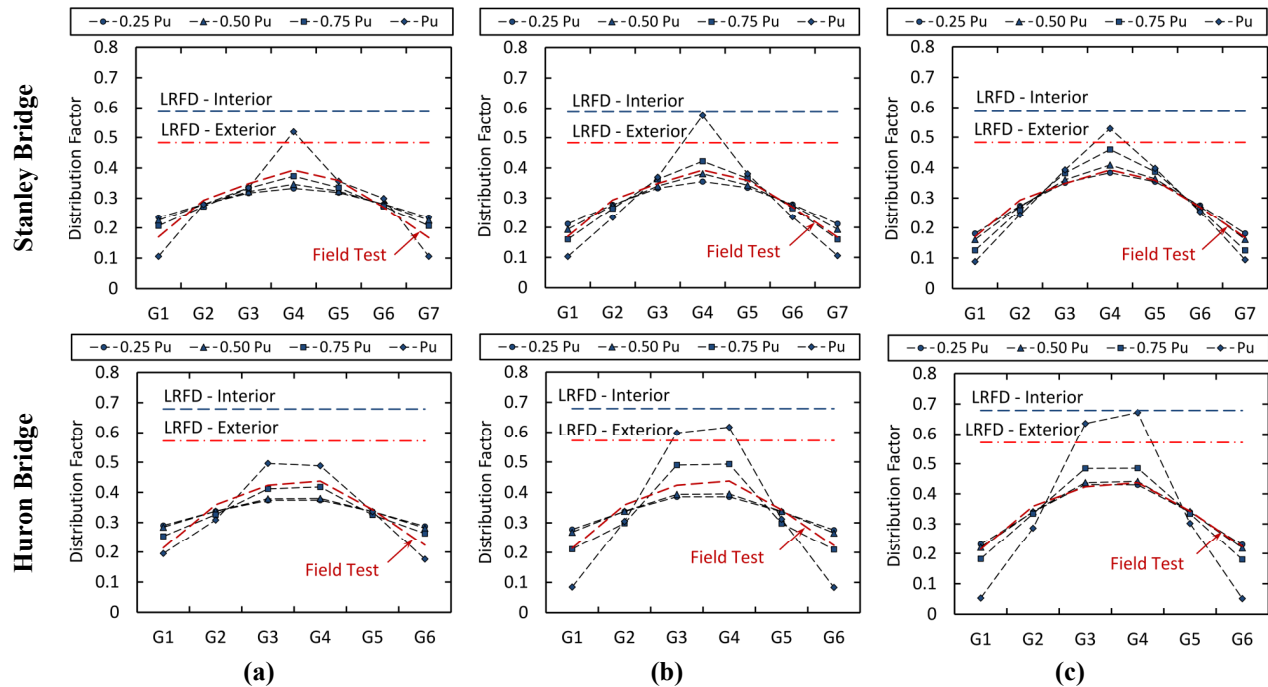 0.25 Pu 0.50 Pu 0.75 Pu Pu
0.25 Pu 0.50 Pu 0.75 Pu Pu
0.25 Pu 0.50 Pu 0.75 Pu Pu
Stanley Bridge
Distribution Factor
0.8
0.7
0.6
0.5
0.4
0.3
0.2
0.1
0
LRFD - Interior
LRFD - Exterior
Field Test
G1 G2 G3 G4 G5 G6 G7
Distribution Factor
0.8
0.7
0.6
0.5
0.4
0.3
0.2
0.1
0
LRFD - Interior
LRFD - Exterior
Field Test
G1 G2 G3 G4 G5 G6 G7
Distribution Factor
0.8
0.7
0.6
0.5
0.4
0.3
0.2
0.1
0
LRFD - Interior
LRFD - Exterior
Field Test
G1 G2 G3 G4 G5 G6 G7
0.25 Pu 0.50 Pu 0.75 Pu Pu
0.25 Pu 0.50 Pu 0.75 Pu Pu
0.25 Pu 0.50 Pu 0.75 Pu Pu
Huron Bridge
Distribution Factor
0.8
0.7
0.6
0.5
0.4
0.3
0.2
0.1
0
LRFD - Interior
LRFD - Exterior
Field Test
G1 G2 G3 G4 G5 G6
Distribution Factor
0.8
0.7
0.6
0.5
0.4
0.3
0.2
0.1
0
LRFD - Interior
LRFD - Exterior
Field Test
G1 G2 G3 G4 G5 G6
Distribution Factor
0.8
0.7
0.6
0.5
0.4
0.3
0.2
0.1
0
LRFD - Interior
LRFD - Exterior
Field Test
G1 G2 G3 G4 G5 G6
(a) (b) (c)